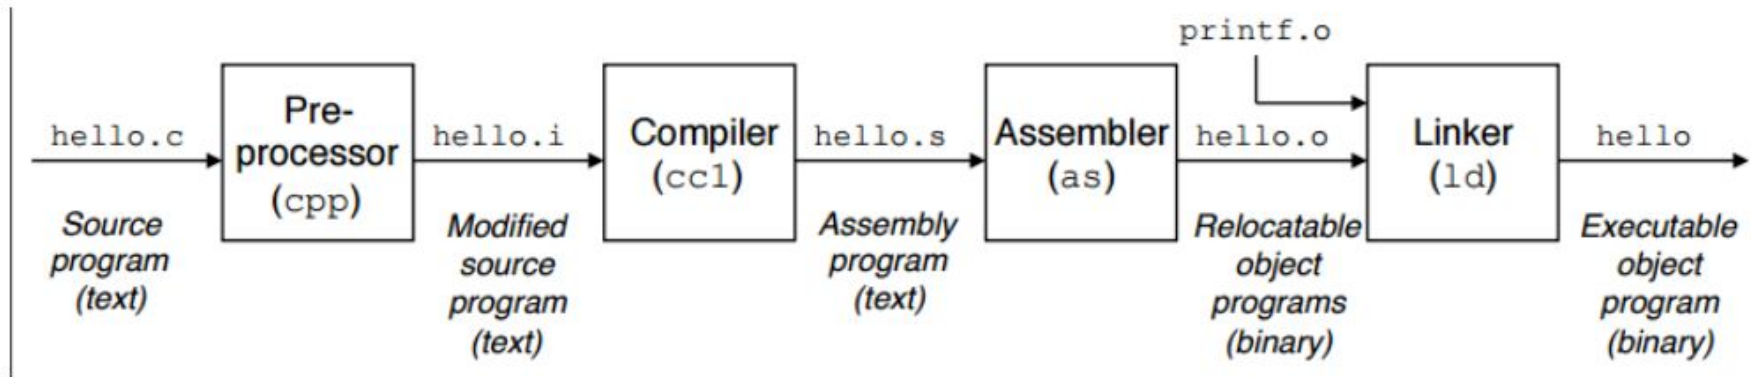 printf.o
hello.c
Pre-
processor
(cpp)
hello.i
Compiler
(cc1)
hello.s
Assembler
(as)
hello.o
Linker
(ld)
hello
Source
program
(text)
Modified
source
program
(text)
Assembly
program
(text)
Relocatable
object
programs
(binary)
Executable
object
program
(binary)